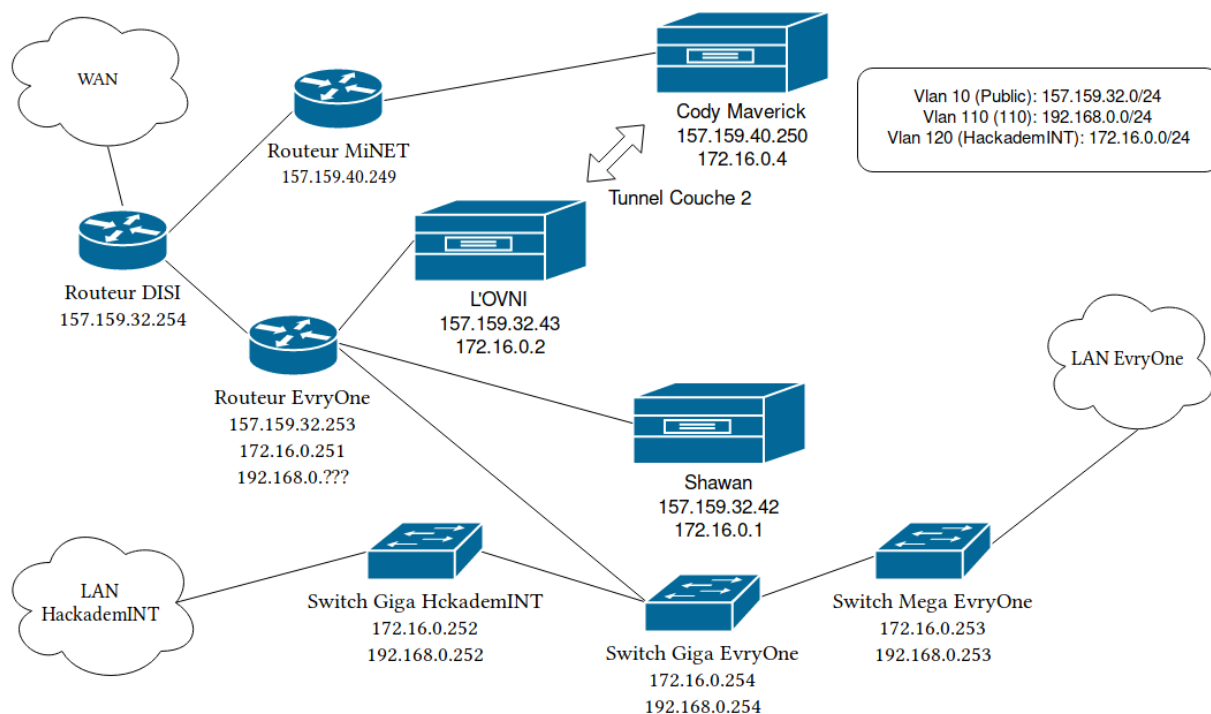 WAN
Cody Maverick
157.159.40.250
172.16.0.4
Vlan 10 (Public): 157.159.32.0/24
Vlan 110 (110): 192.168.0.0/24
Vlan 120 (HackademINT): 172.16.0.0/24
Routeur MiNET
157.159.40.249
Tunnel Couche 2
Routeur DISI
157.159.32.254
L'OVNI
157.159.32.43
172.16.0.2
LAN EvryOne
Routeur EvryOne
157.159.32.253
172.16.0.251
192.168.0.???
Shawan
157.159.32.42
172.16.0.1
LAN
HackademINT
Switch Giga HckademINT
172.16.0.252
192.168.0.252
Switch Giga EvryOne
172.16.0.254
192.168.0.254
Switch Mega EvryOne
172.16.0.253
192.168.0.253